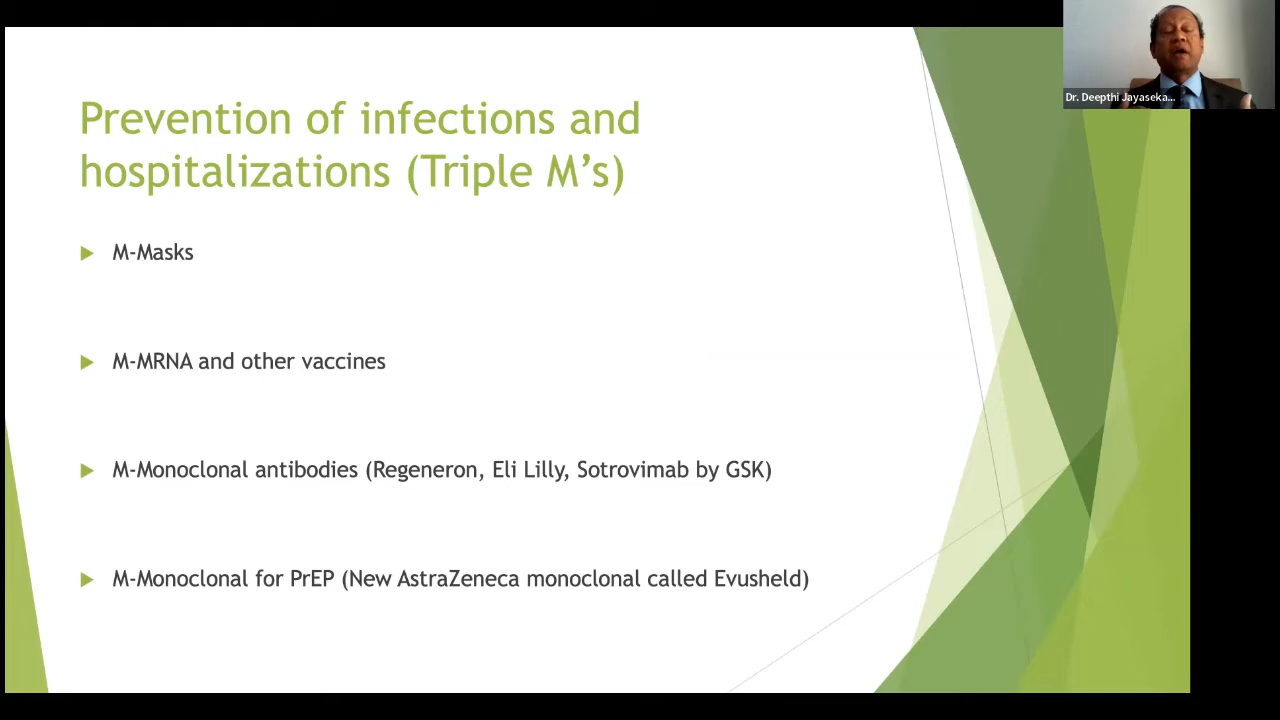 Dr. Deepthi Jayaseka...
Prevention of infections and
hospitalizations (Triple M’s)
M-Masks
M-MRNA and other vaccines
M-Monoclonal antibodies (Regeneron, Eli Lilly, Sotrovimab by GSK)
M-Monoclonal for PrEP (New AstraZeneca monoclonal called Evusheld)